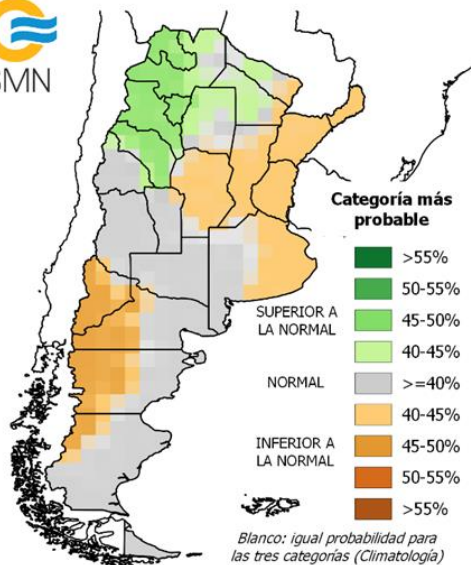 SMN
Categoría más
probable
>55%
50-55%
45-50%
SUPERIOR A
LA NORMAL
40-45%
NORMAL
>=40%
40-45%
INFERIOR A
LA NORMAL
45-50%
50-55%
>55%
Blanco: igual probabilidad para
las tres categorías (Climatología)